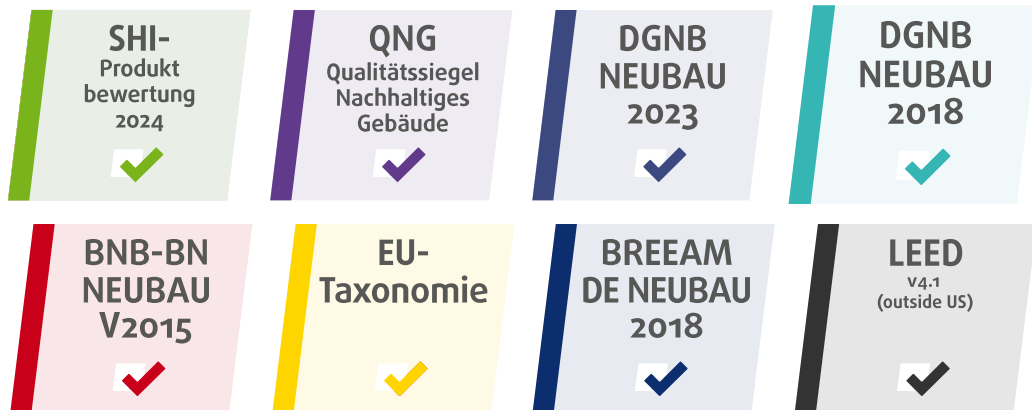 SHI-
Produkt
bewertung
2024
QNG
Qualitätssiegel
Nachhaltiges
Gebäude
DGNB
NEUBAU
2023
DGNB
NEUBAU
2018
BNB-BN
NEUBAU
V2015
EU-
Taxonomie
BREEAM
DE NEUBAU
2018
LEED
v4.1
(outside US)